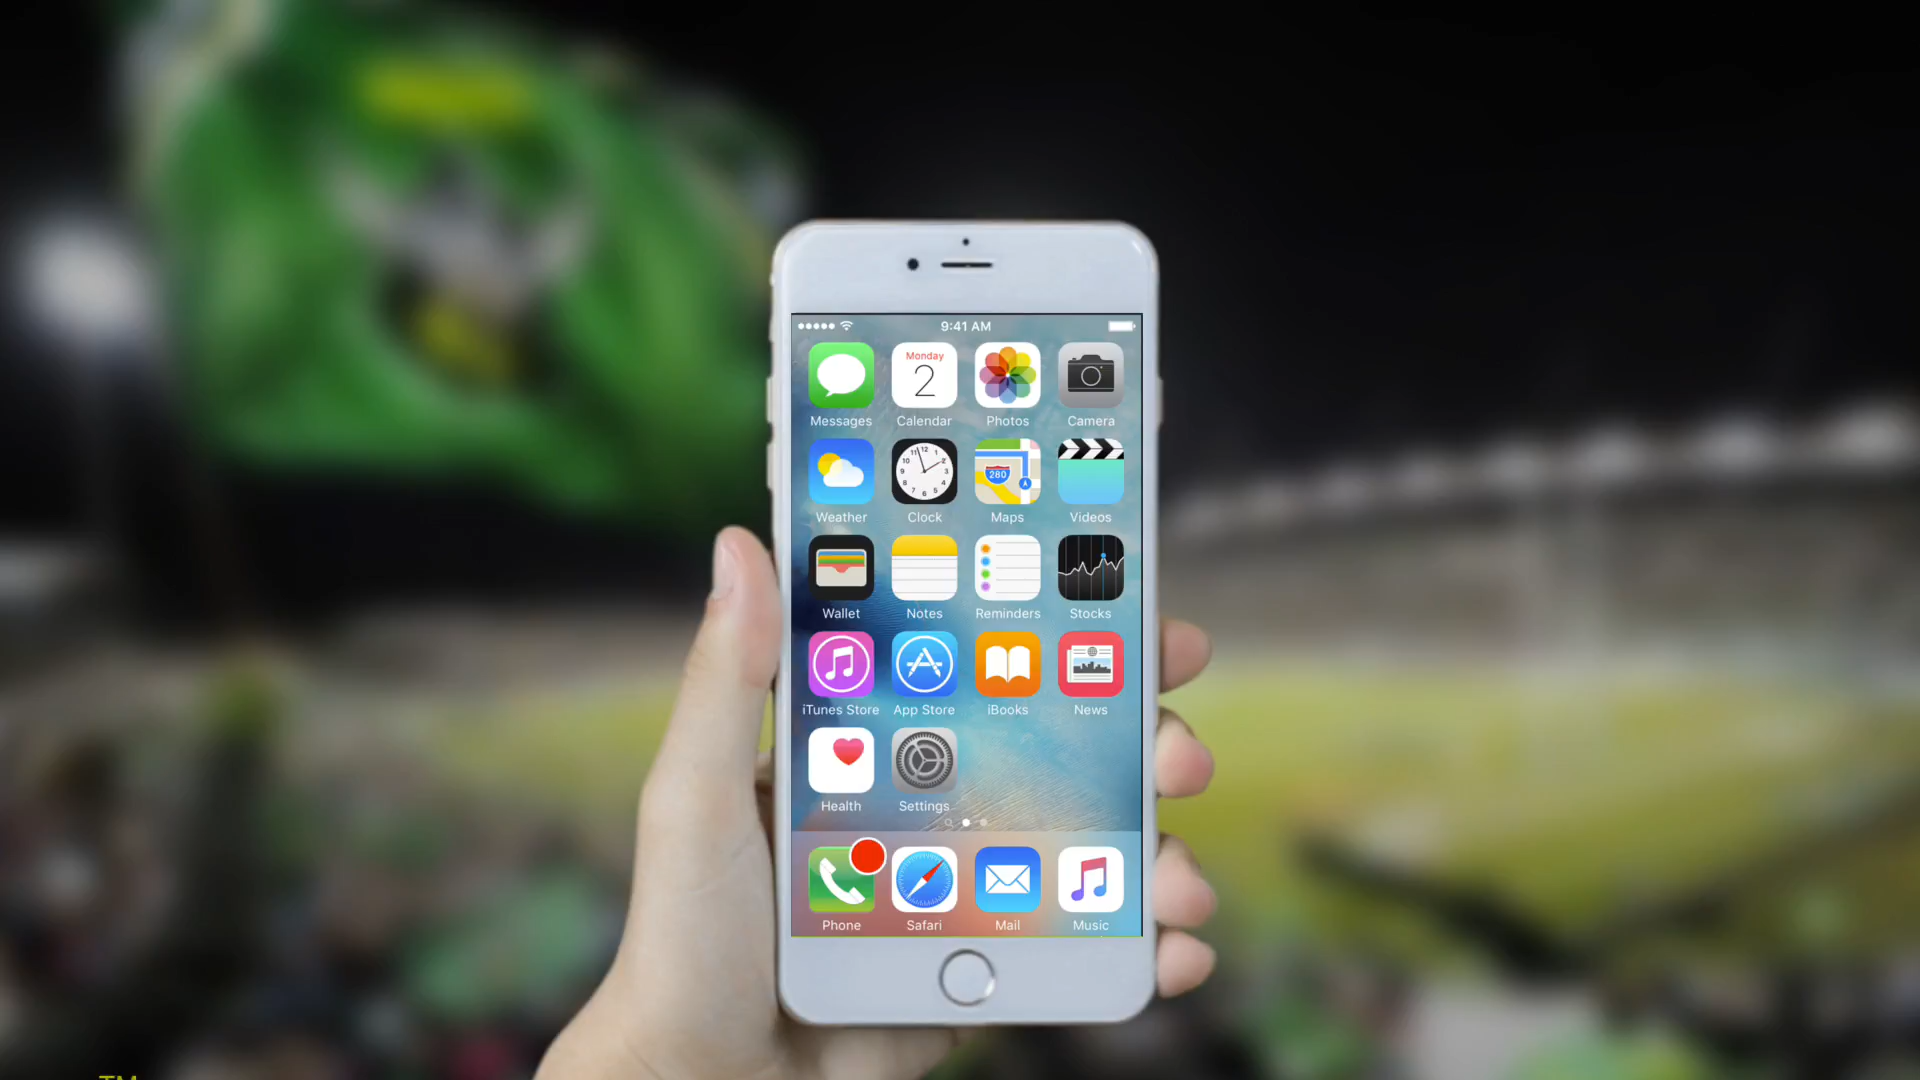 9:41 AM
Monday
2
Messages Calendar Photos Camera
280
Weather Clock Maps Videos
Wallet Notes Reminders Stocks
iTunes Store App Store iBooks News
Health Settings
Phone Safari Mail Music
TM